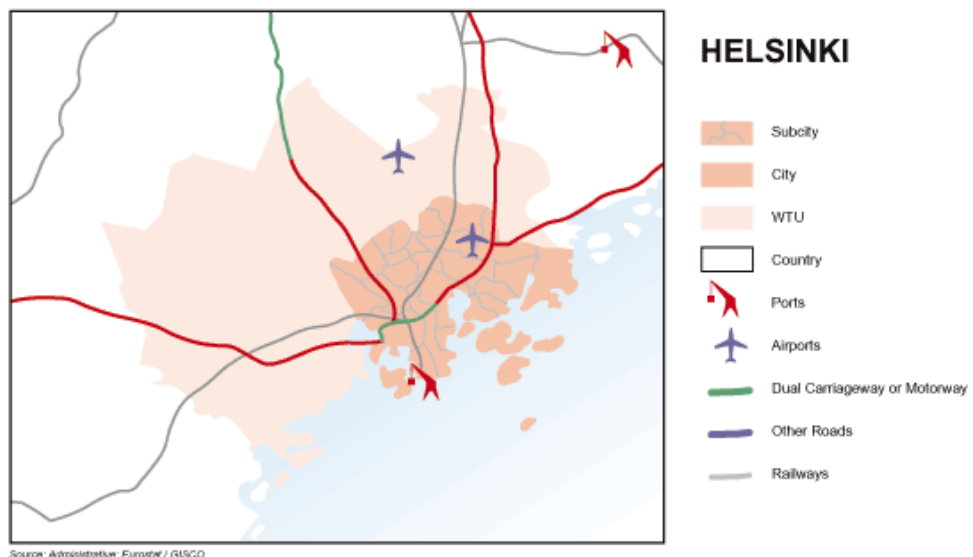 HELSINKI
Subcity
City
WTU
Country
Ports
Airports
Dual Carriageway or Motorway
Other Roads
Railways
Source: Administrative: Eurostat / GISCO